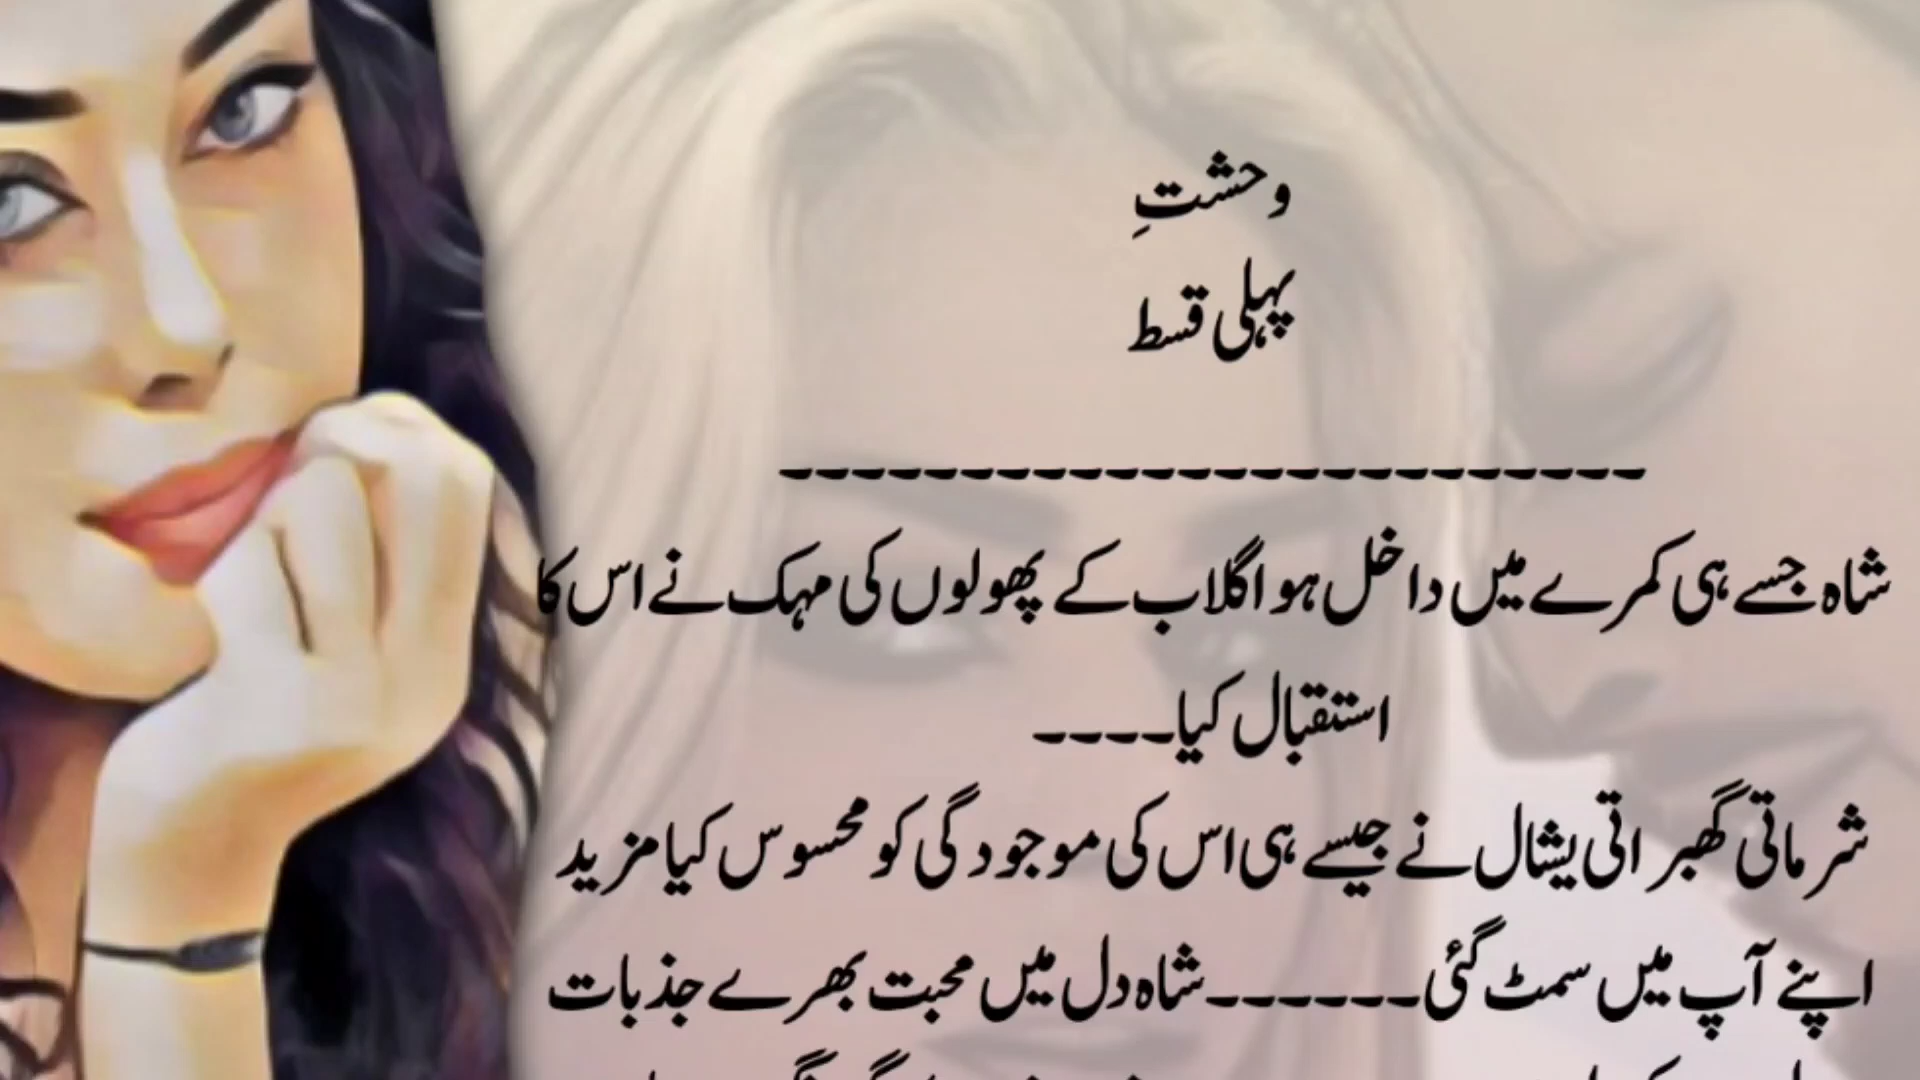 وحشتِ
پہلی قسط
------------------------
شاہ جسے ہی کمرے میں داخل ہوا گلاب کے پھولوں کی مہک نے اس کا
استقبال کیا----
شرماتی گھبراتی یشال نے جیسے ہی اس کی موجودگی کو محسوس کیا مزید
اپنے آپ میں سمٹ گئی------شاہ دل میں محبت بھرے جذبات